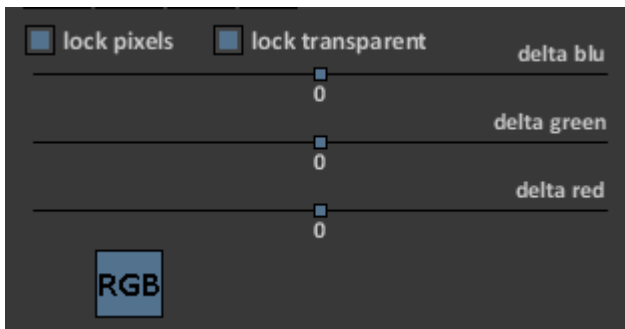 lock pixels lock transparent
delta blu
0
delta green
0
delta red
0
RGB